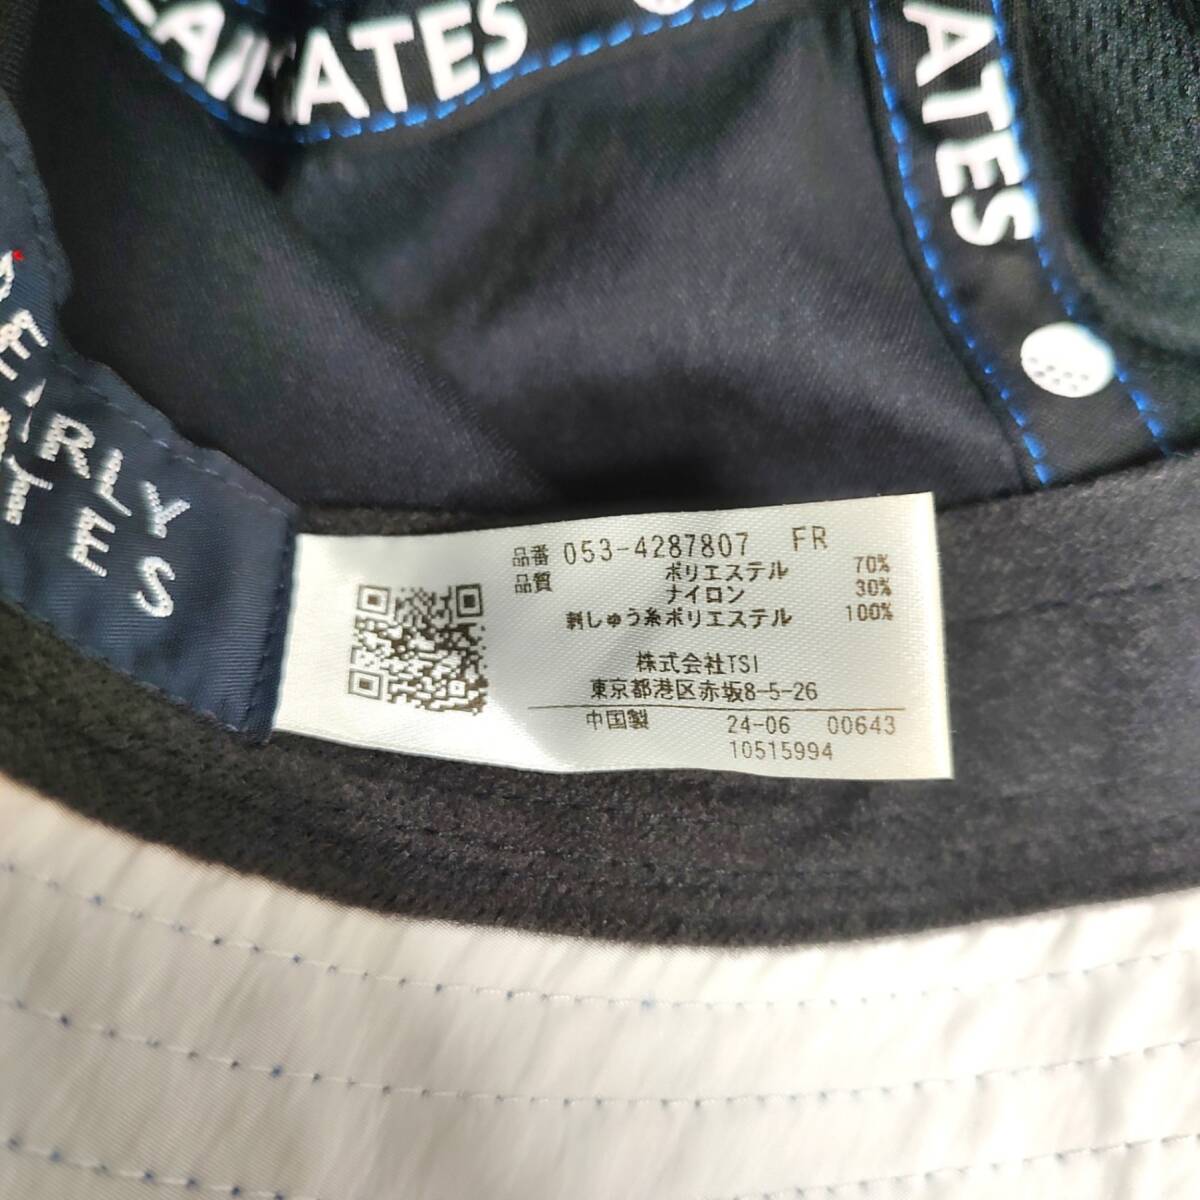 ATES
ATES
ARLY
TES
品番 053-4287807 FR
品質 ポリエステル 70%
ナイロン 30%
刺しゅう糸ポリエステル 100%
株式会社TSI
東京都港区赤坂8-5-26
中国製 24-06 00643
10515994